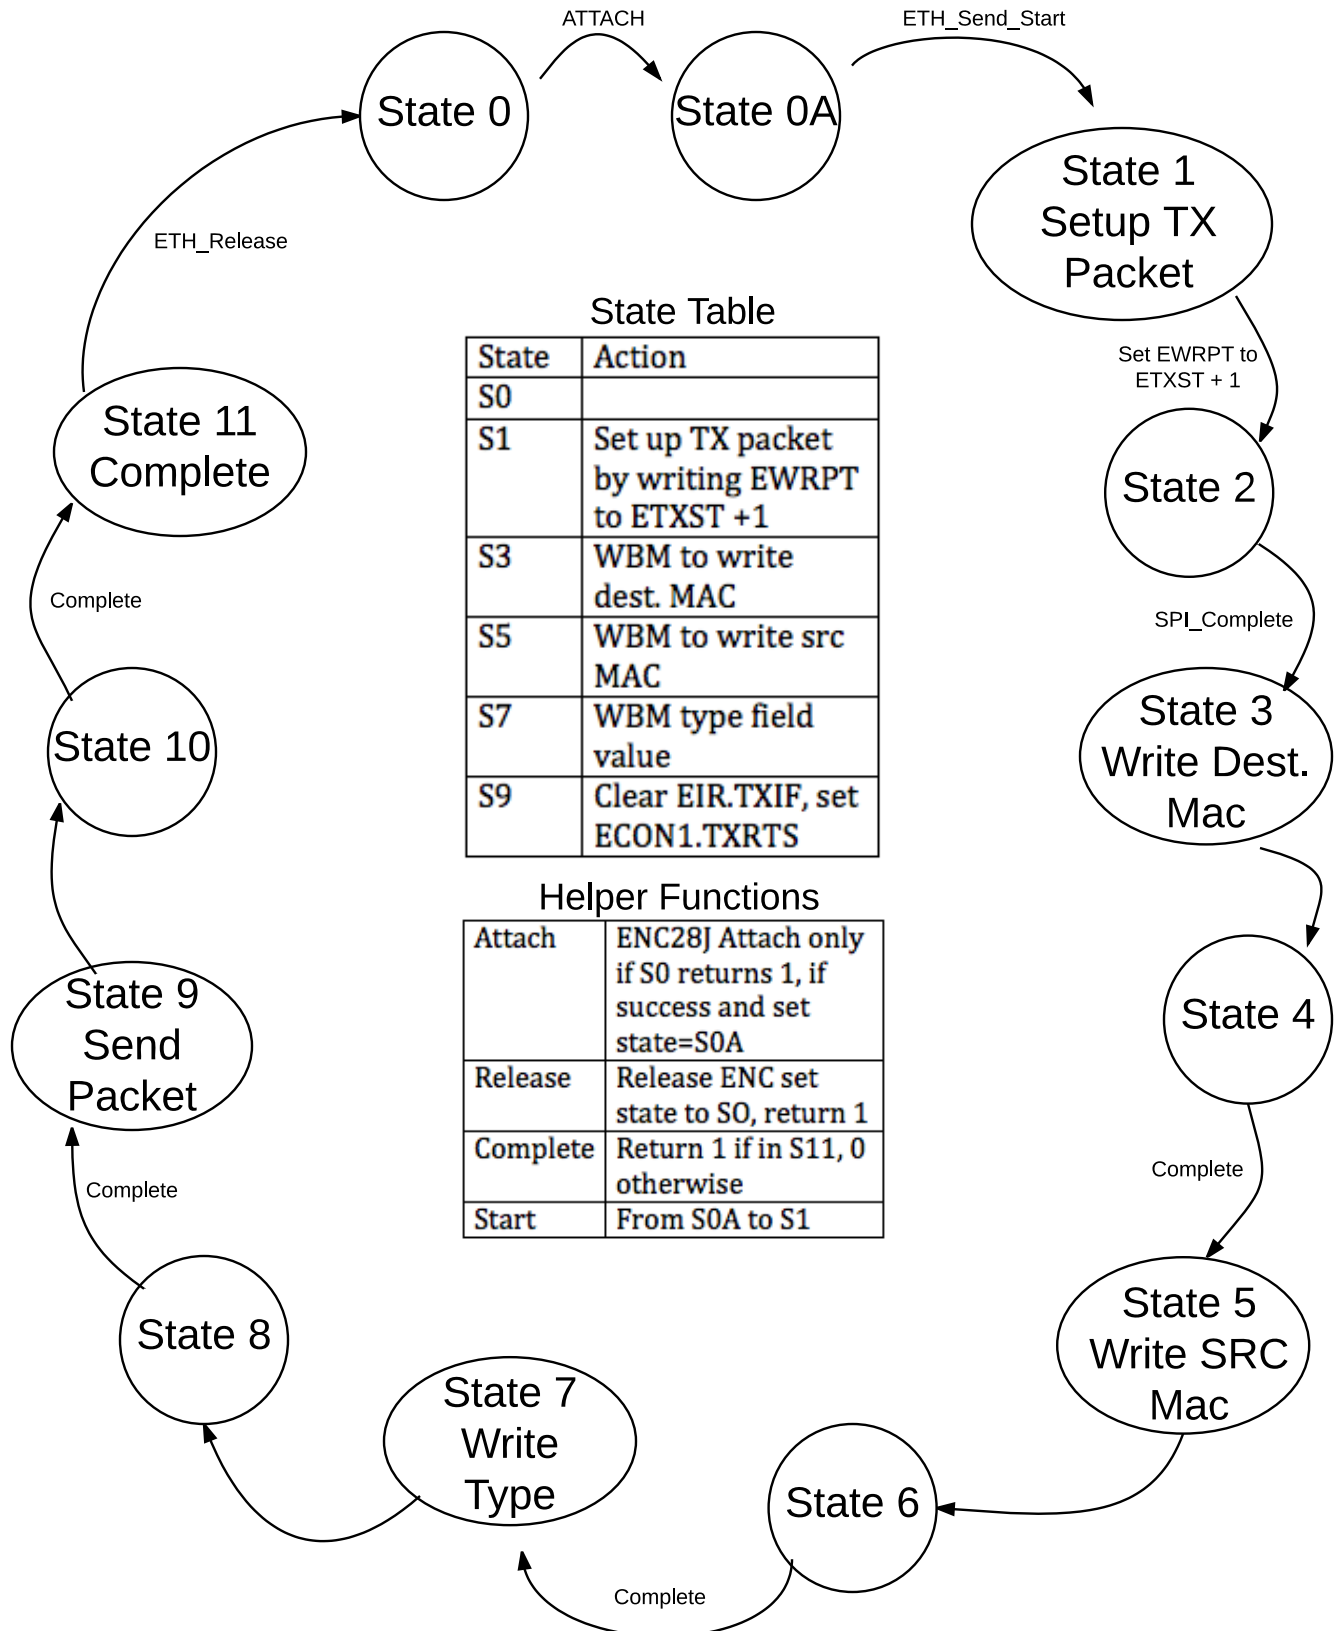 ATTACH
ETH_Send_Start
State 0
State 0A
State 1
Setup TX
Packet
ETH_Release
Set EWRPT to
ETXST + 1
State 2
SPI_Complete
State 3
Write Dest.
Mac
State 4
Complete
State 5
Write SRC
Mac
State 6
Complete
State 7
Write
Type
State 8
Complete
State 9
Send
Packet
State 10
Complete
State 11
Complete
State Table
State Action
S0
S1 Set up TX packet
by writing EWRPT
to ETXST +1
S3 WBM to write
dest. MAC
S5 WBM to write src
MAC
S7 WBM type field
value
S9 Clear EIR.TXIF, set
ECON1.TXRTS
Helper Functions
Attach ENC28J Attach only
if S0 returns 1, if
success and set
state=S0A
Release Release ENC set
state to SO, return 1
Complete Return 1 if in S11, 0
otherwise
Start From S0A to S1